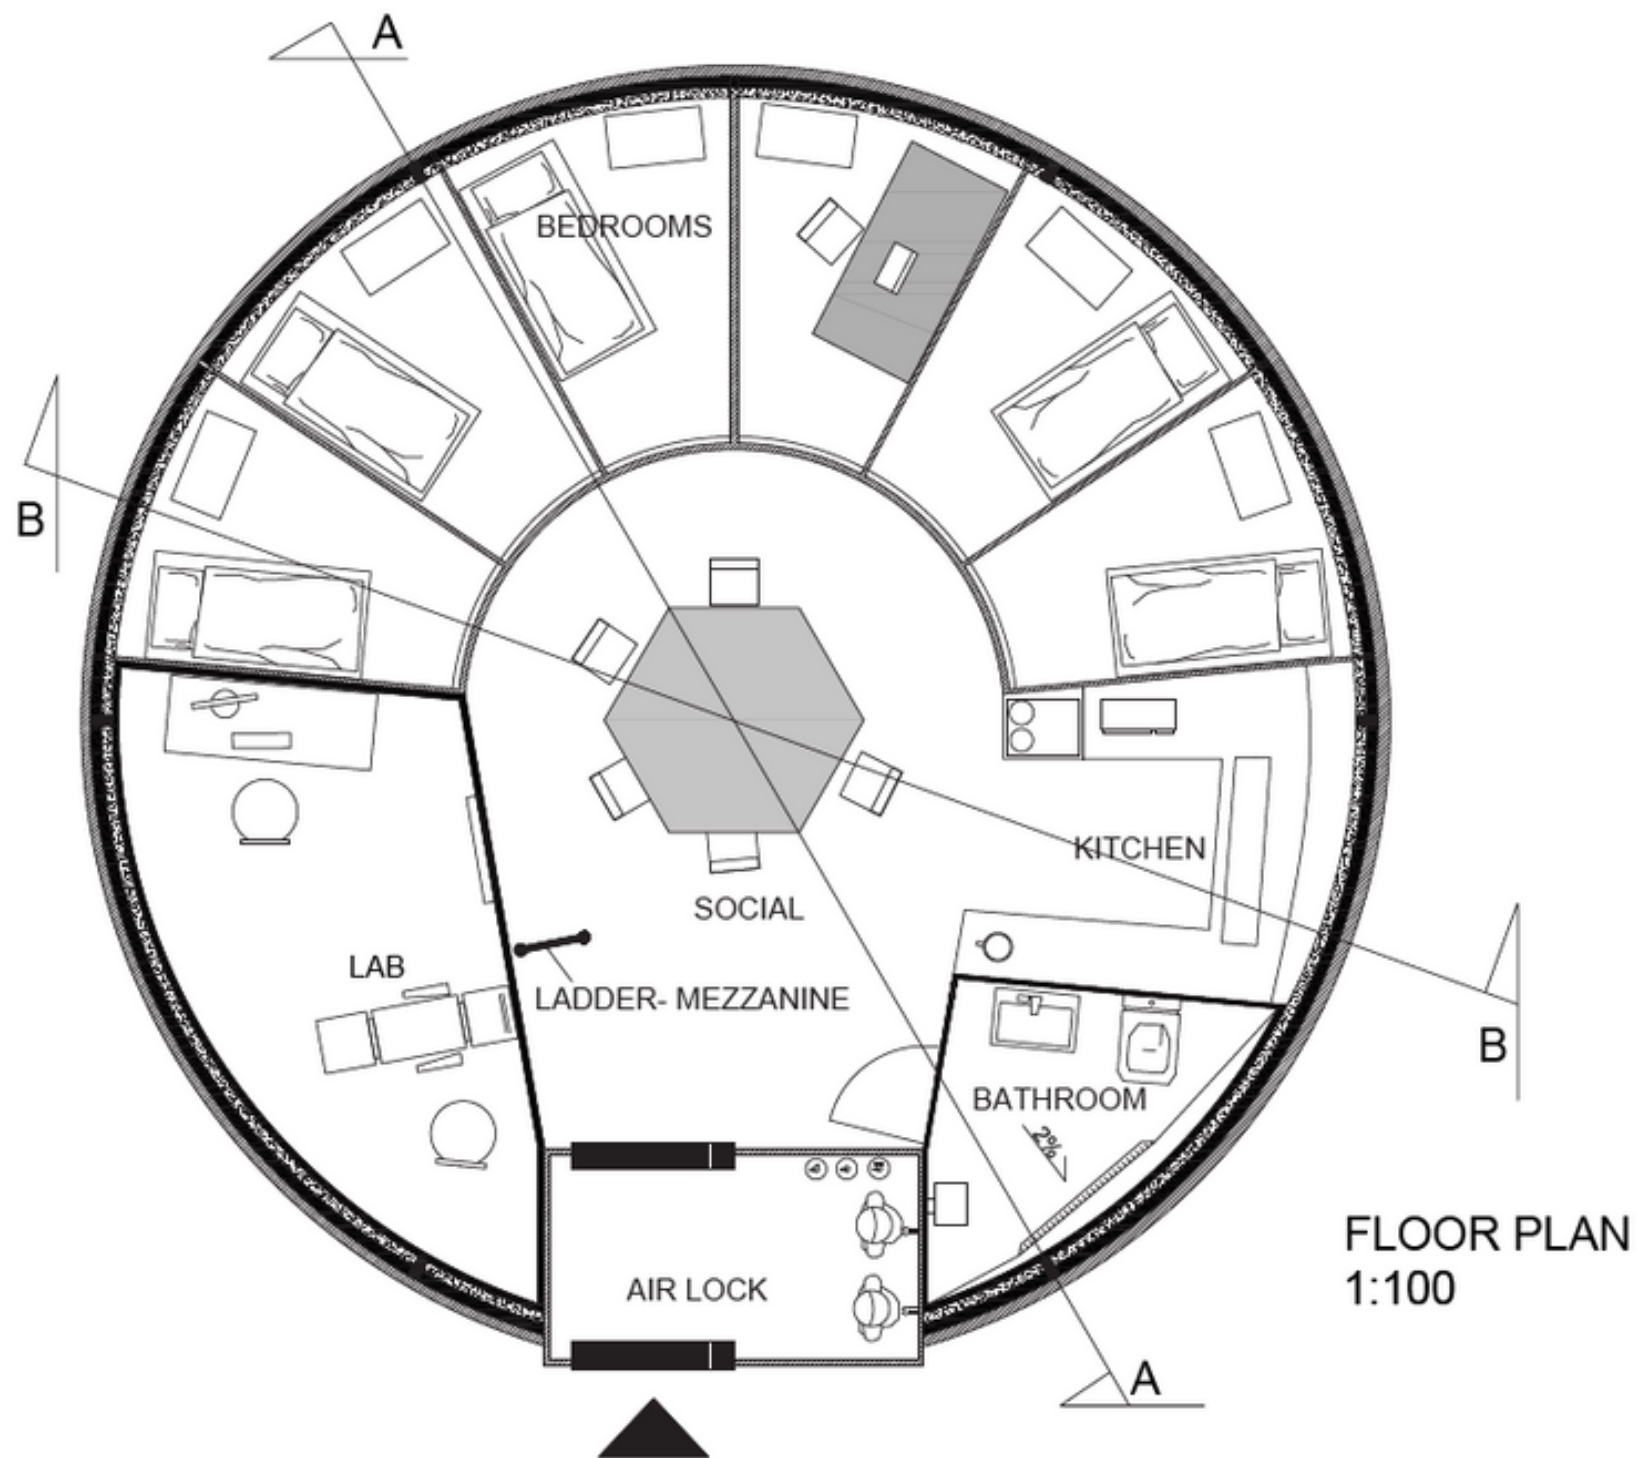 A
BEDROOMS
B
KITCHEN
SOCIAL
LAB
LADDER- MEZZANINE
B
BATHROOM
2%
FLOOR PLAN
1:100
AIR LOCK
A